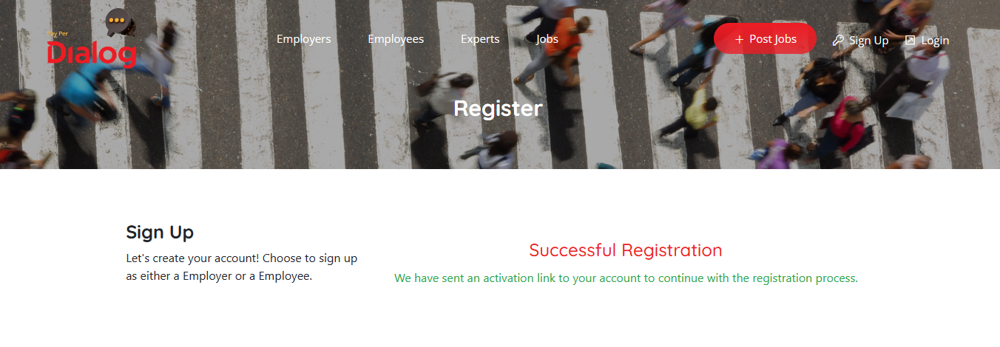 Pay Per
Dialog
Employers
Employees
Experts
Jobs
+ Post Jobs
Sign Up
Login
Register
Sign Up
Let's create your account! Choose to sign up
as either a Employer or a Employee.
Successful Registration
We have sent an activation link to your account to continue with the registration process.